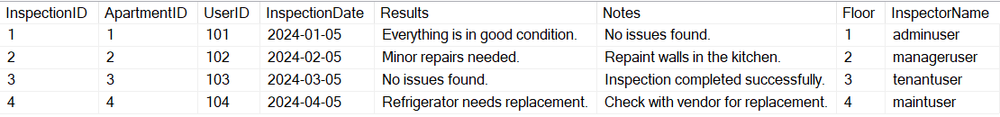 InspectionID ApartmentID UserID InspectionDate Results Notes Floor InspectorName
1 1 101 2024-01-05 Everything is in good condition. No issues found. 1 adminuser
2 2 102 2024-02-05 Minor repairs needed. Repaint walls in the kitchen. 2 manageruser
3 3 103 2024-03-05 No issues found. Inspection completed successfully. 3 tenantuser
4 4 104 2024-04-05 Refrigerator needs replacement. Check with vendor for replacement. 4 maintuser